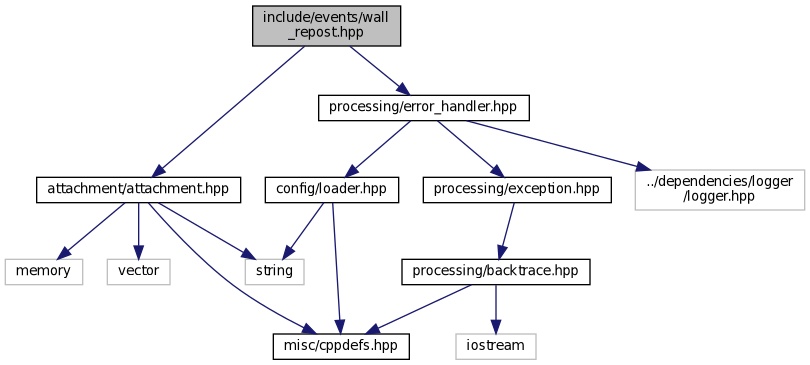 include/events/wall
_repost.hpp
processing/error_handler.hpp
attachment/attachment.hpp
config/loader.hpp
processing/exception.hpp
../dependencies/logger
/logger.hpp
memory
vector
string
processing/backtrace.hpp
misc/cppdefs.hpp
iostream